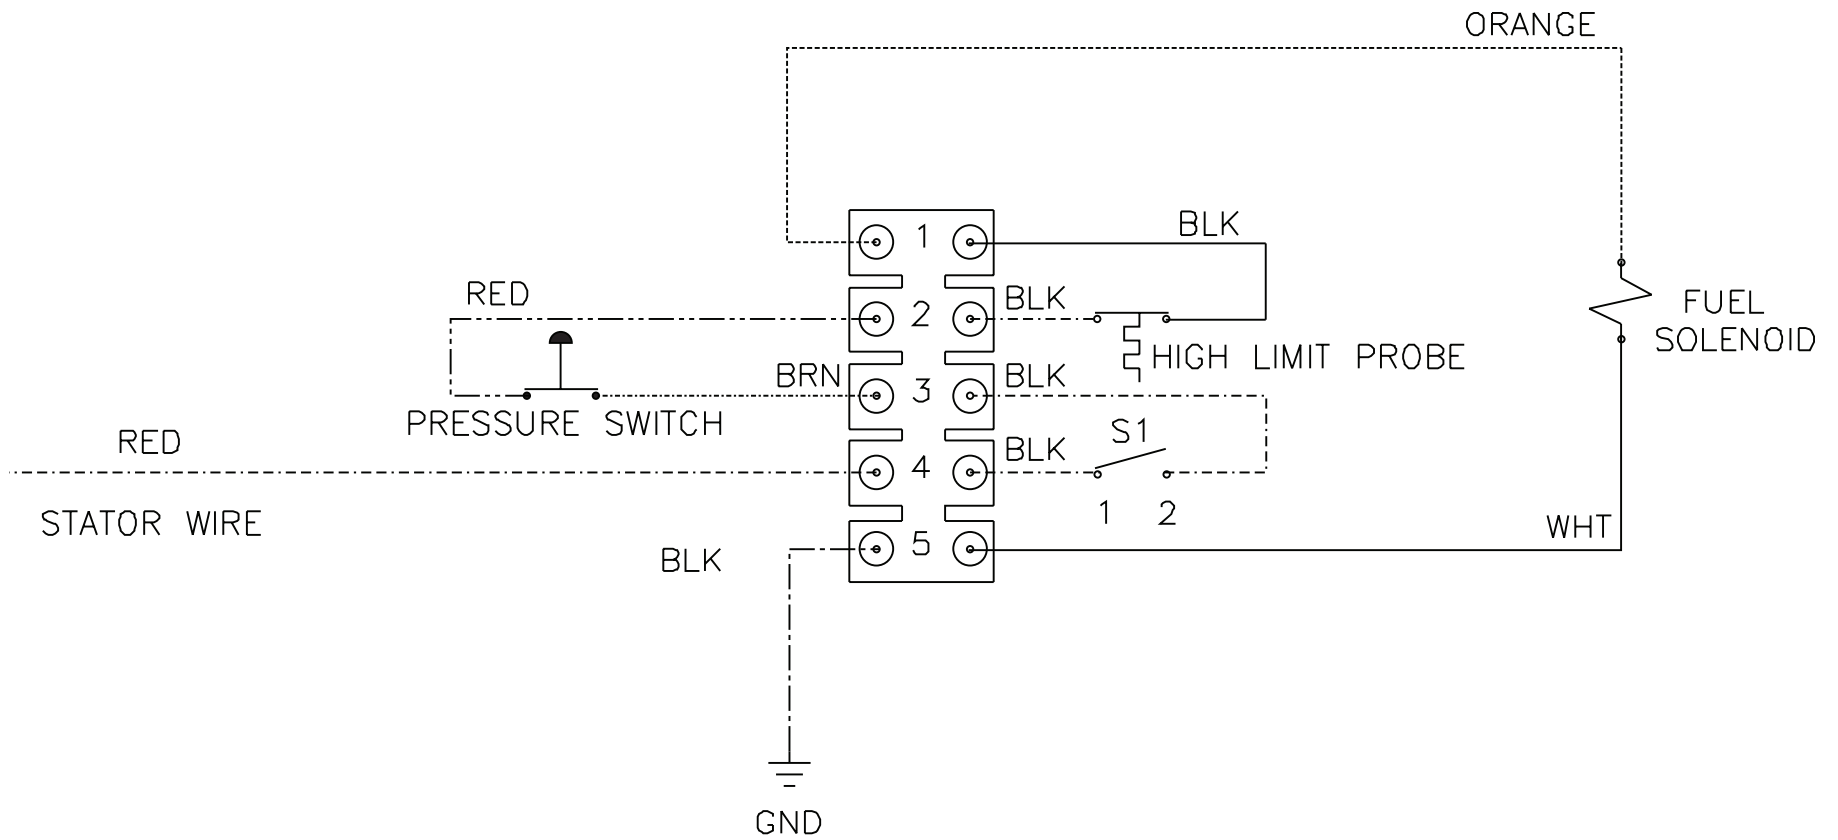 ORANGE
1
BLK
RED
2
BLK
FUEL
SOLENOID
HIGH LIMIT PROBE
BRN
3
BLK
PRESSURE SWITCH
S1
RED
4
BLK
1 2
STATOR WIRE
WHT
BLK
5
GND